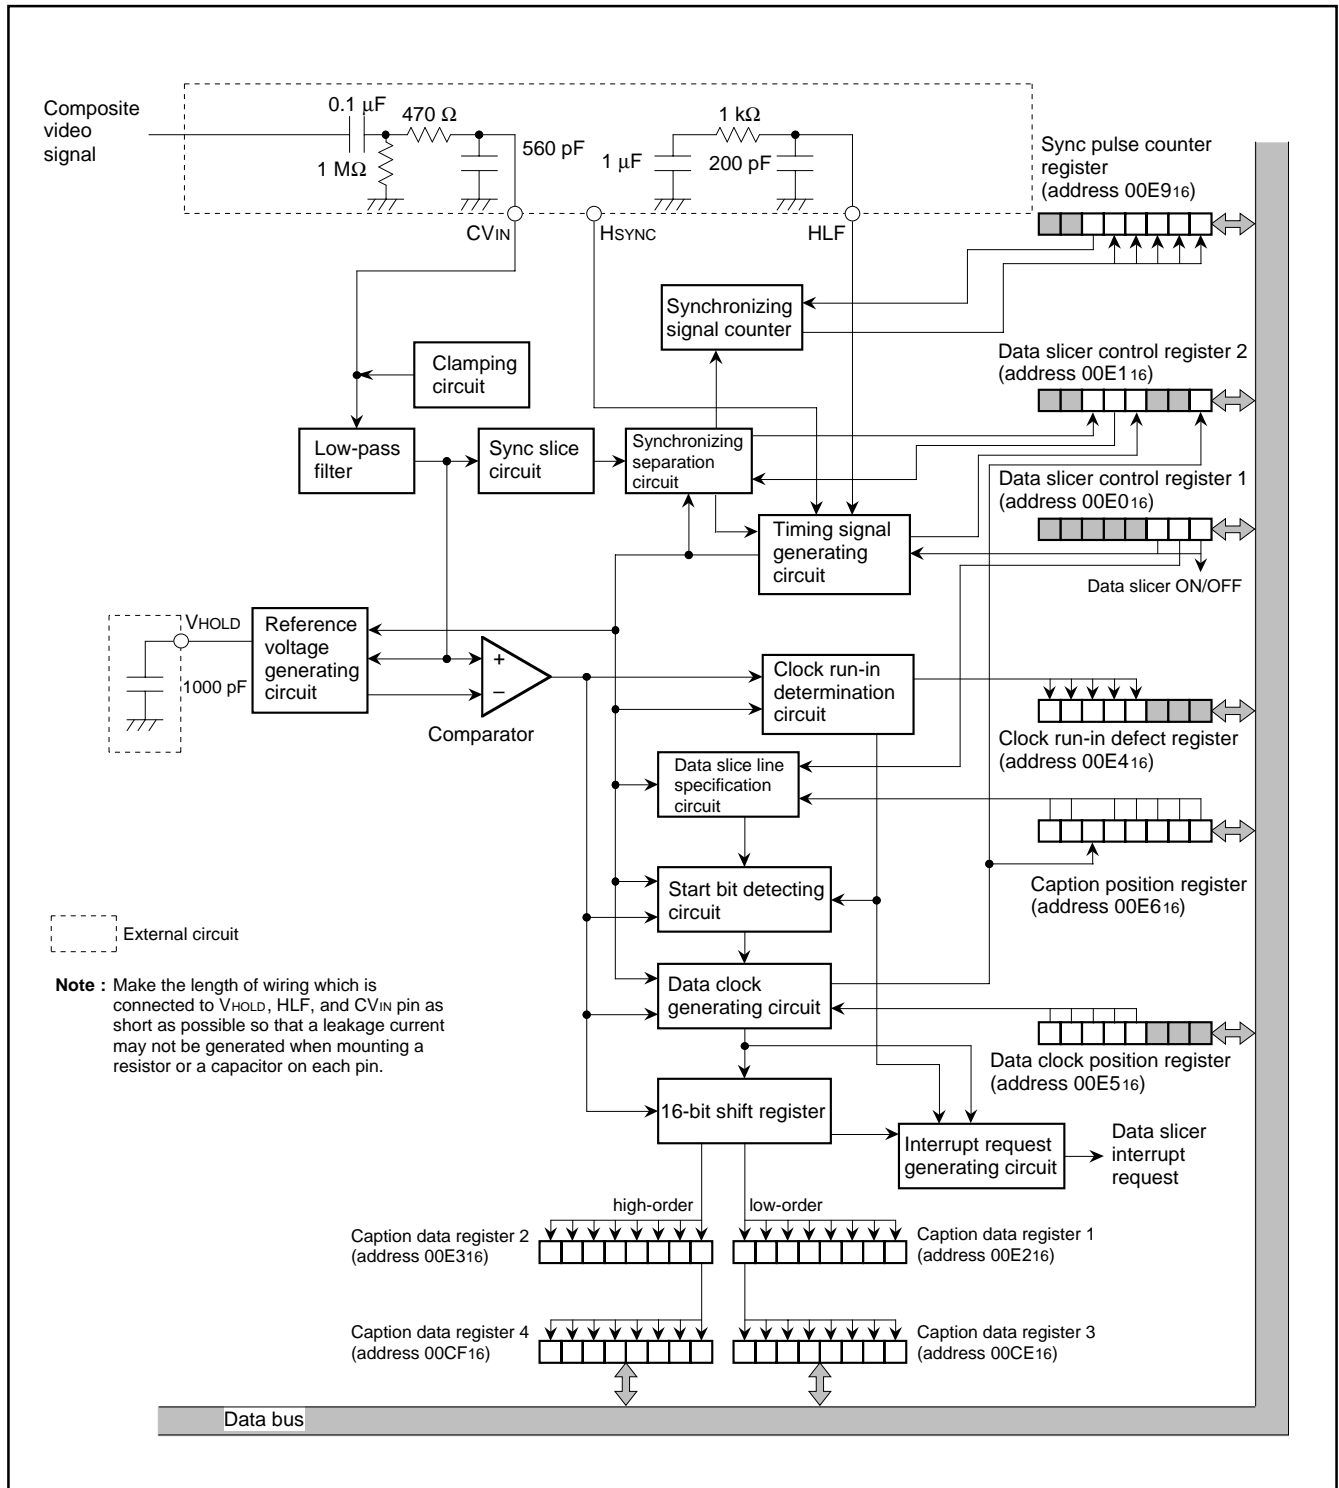 Composite
video
signal
0.1 μF
470 Ω
1 MΩ
560 pF
1 kΩ
1 μF
200 pF
CVIN
HSYNC
HLF
Sync pulse counter
register
(address 00E916)
Synchronizing
signal counter
Data slicer control register 2
(address 00E116)
Clamping
circuit
Low-pass
filter
Sync slice
circuit
Synchronizing
separation
circuit
Data slicer control register 1
(address 00E016)
Timing signal
generating
circuit
Data slicer ON/OFF
VHOLD
1000 pF
Reference
voltage
generating
circuit
+
–
Comparator
Clock run-in
determination
circuit
Clock run-in defect register
(address 00E416)
Data slice line
specification
circuit
Start bit detecting
circuit
Caption position register
(address 00E616)
External circuit
Note : Make the length of wiring which is
connected to VHOLD, HLF, and CVIN pin as
short as possible so that a leakage current
may not be generated when mounting a
resistor or a capacitor on each pin.
Data clock
generating circuit
Data clock position register
(address 00E516)
16-bit shift register
Interrupt request
generating circuit
Data slicer
interrupt
request
high-order
low-order
Caption data register 2
(address 00E316)
Caption data register 1
(address 00E216)
Caption data register 4
(address 00CF16)
Caption data register 3
(address 00CE16)
Data bus